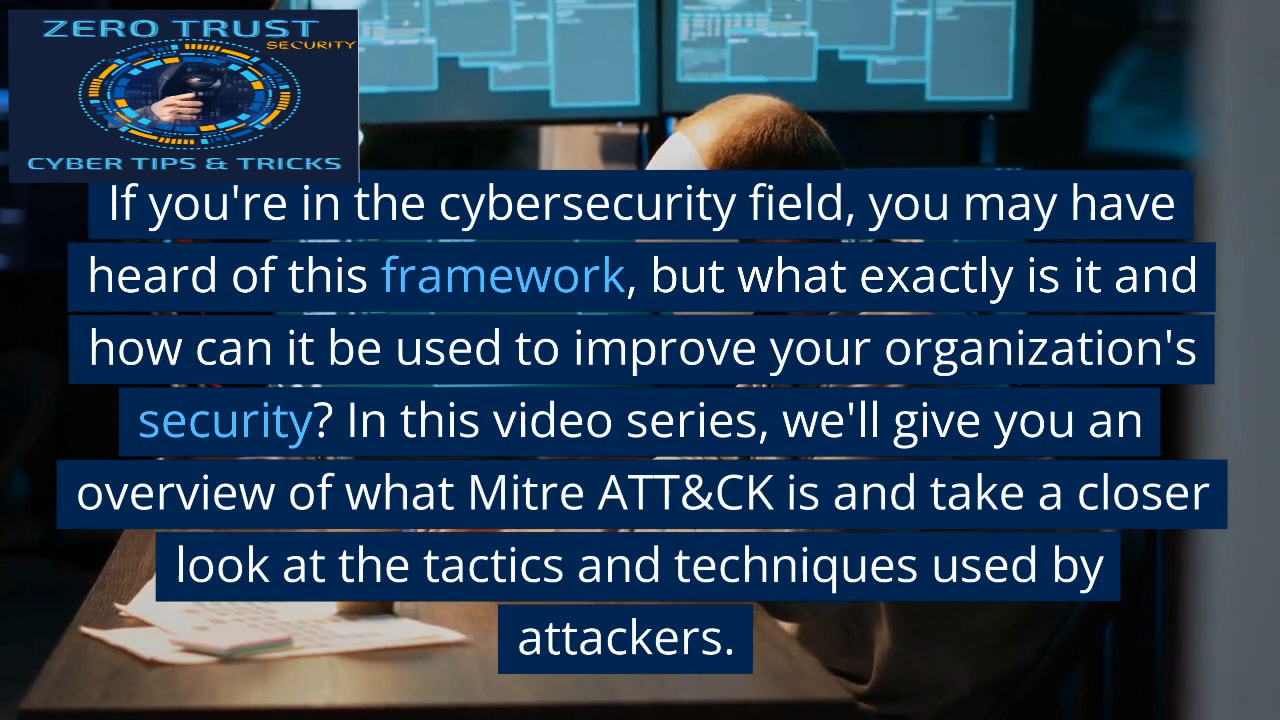 ZERO TRUST
SECURITY
CYBER TIPS & TRICKS
If you're in the cybersecurity field, you may have
heard of this framework, but what exactly is it and
how can it be used to improve your organization's
security? In this video series, we'll give you an
overview of what Mitre ATT&CK is and take a closer
look at the tactics and techniques used by
attackers.